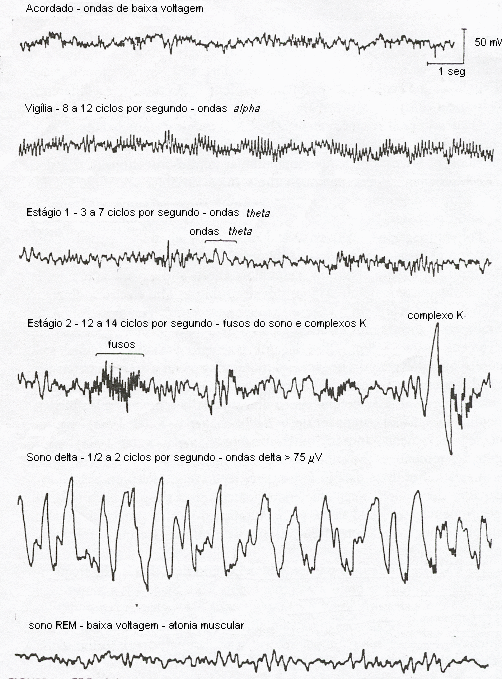 Acordado - ondas de baixa voltagem
50 mV
1 seg
Vigília - 8 a 12 ciclos por segundo - ondas alpha
Estágio 1 - 3 a 7 ciclos por segundo - ondas theta
ondas theta
Estágio 2 - 12 a 14 ciclos por segundo - fusos do sono e complexos K
complexo K
fusos
Sono delta - 1/2 a 2 ciclos por segundo - ondas delta > 75 µV
sono REM - baixa voltagem - atonia muscular